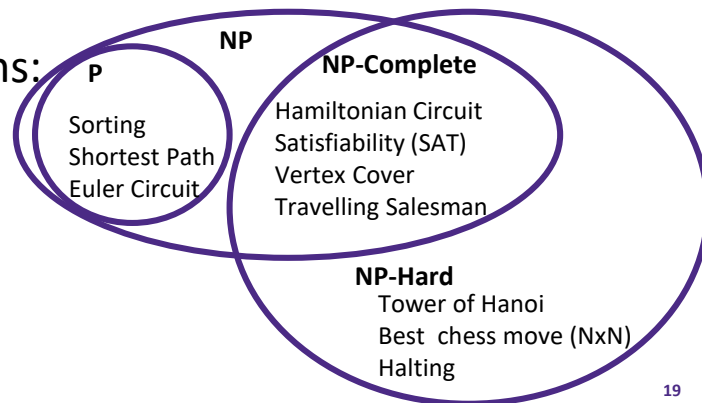 ns:
NP
P
NP-Complete
Sorting
Shortest Path
Euler Circuit
Hamiltonian Circuit
Satisfiability (SAT)
Vertex Cover
Travelling Salesman
NP-Hard
Tower of Hanoi
Best chess move (NxN)
Halting
19